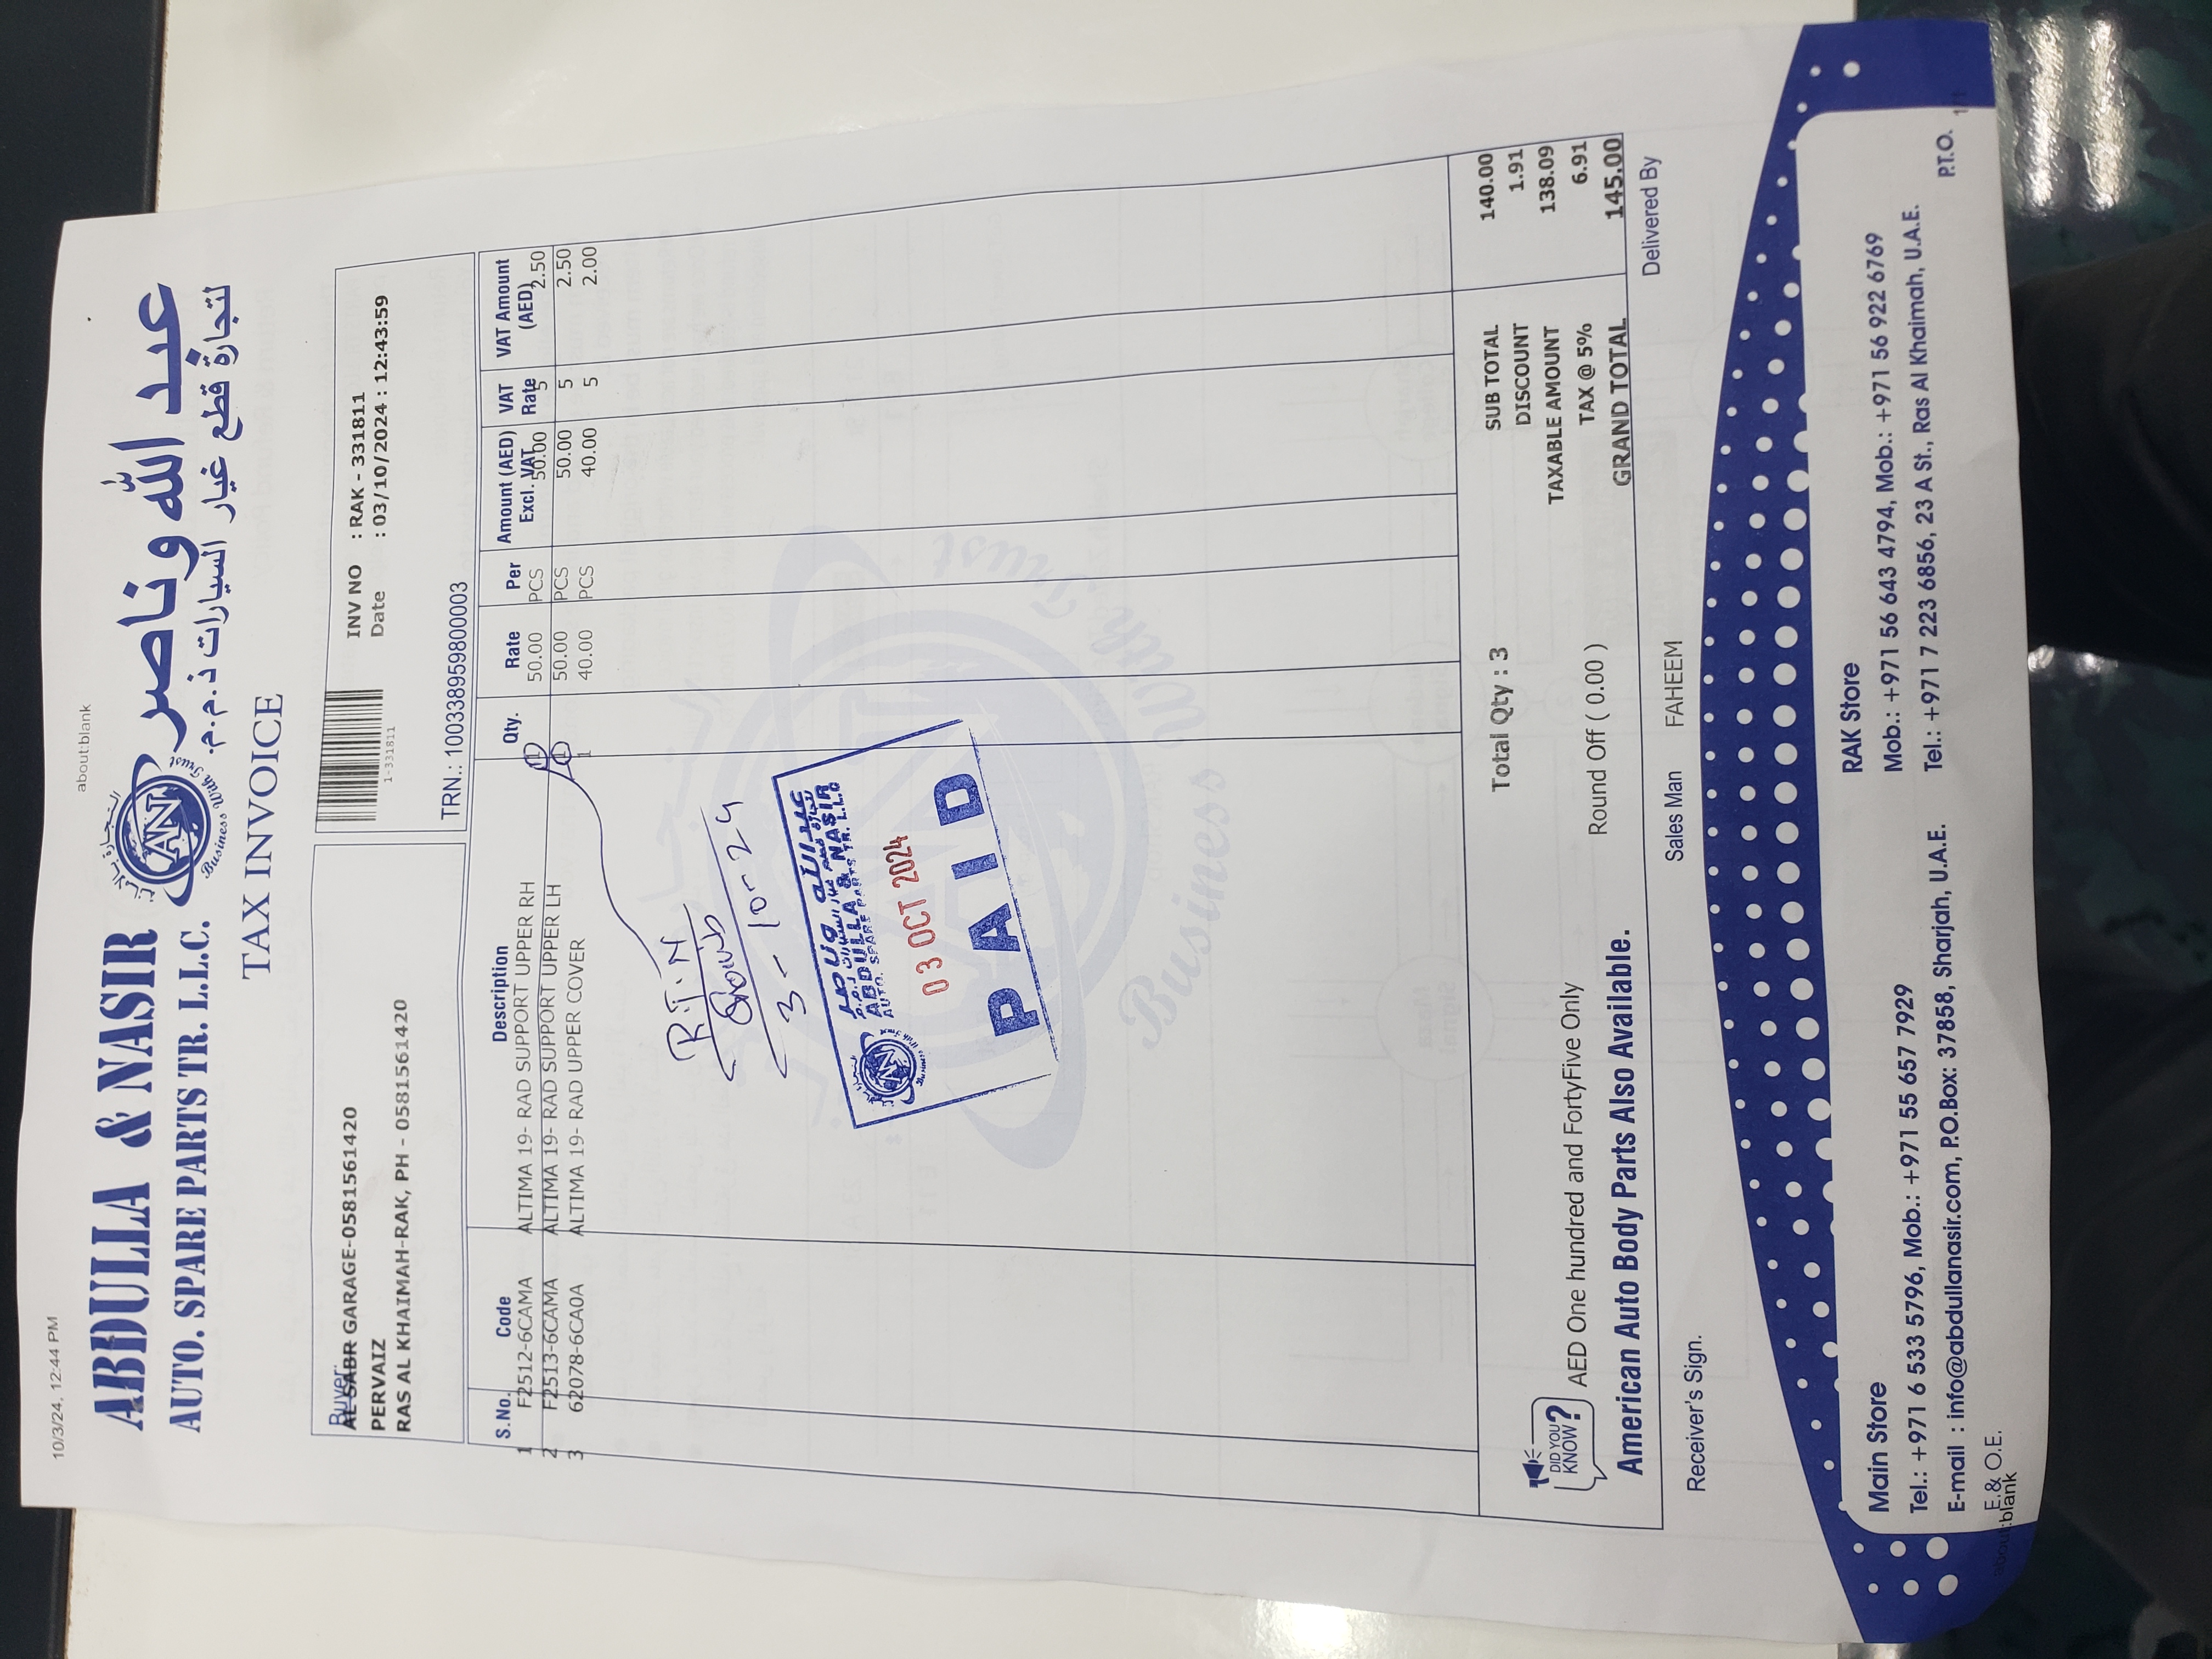 10/3/24, 12:44 PM
about:blank
ABDULLA & NASIR
AUTO. SPARE PARTS TR. L.L.C.
AN
Business With Trust
عبد الله وناصر
لتجارة قطع غيار السيارات ذ.م.م.
TAX INVOICE
Buyer:
AL SABR GARAGE-0581561420
PERVAIZ
RAS AL KHAIMAH-RAK, PH - 0581561420
1-331811
INV NO : RAK - 331811
Date : 03/10/2024 : 12:43:59
TRN.: 100338959800003
S.No. Code Description Qty. Rate Per Amount (AED) Excl. VAT VAT Rate VAT Amount (AED)
1 F2512-6CAMA ALTIMA 19- RAD SUPPORT UPPER RH 1 50.00 PCS 50.00 5 2.50
2 F2513-6CAMA ALTIMA 19- RAD SUPPORT UPPER LH 1 50.00 PCS 50.00 5 2.50
3 62078-6CA0A ALTIMA 19- RAD UPPER COVER 1 40.00 PCS 40.00 5 2.00
R.T.N
3-10-24
عبد الله وناصر
ABDULLA & NASIR
AUTO. SPARE PARTS TR. L.L.C
03 OCT 2024
PAID
Business With Trust
Total Qty : 3
SUB TOTAL 140.00
DISCOUNT 1.91
TAXABLE AMOUNT 138.09
TAX @ 5% 6.91
GRAND TOTAL 145.00
DID YOU KNOW?
AED One hundred and FortyFive Only
Round Off ( 0.00 )
American Auto Body Parts Also Available.
Receiver's Sign.
Sales Man FAHEEM
Delivered By
Main Store
Tel.: +971 6 533 5796, Mob.: +971 55 657 7929
E-mail : info@abdullanasir.com, P.O.Box: 37858, Sharjah, U.A.E.
RAK Store
Mob.: +971 56 643 4794, Mob.: +971 56 922 6769
Tel.: +971 7 223 6856, 23 A St., Ras Al Khaimah, U.A.E.
E.& O.E.
P.T.O.
about:blank
1/1